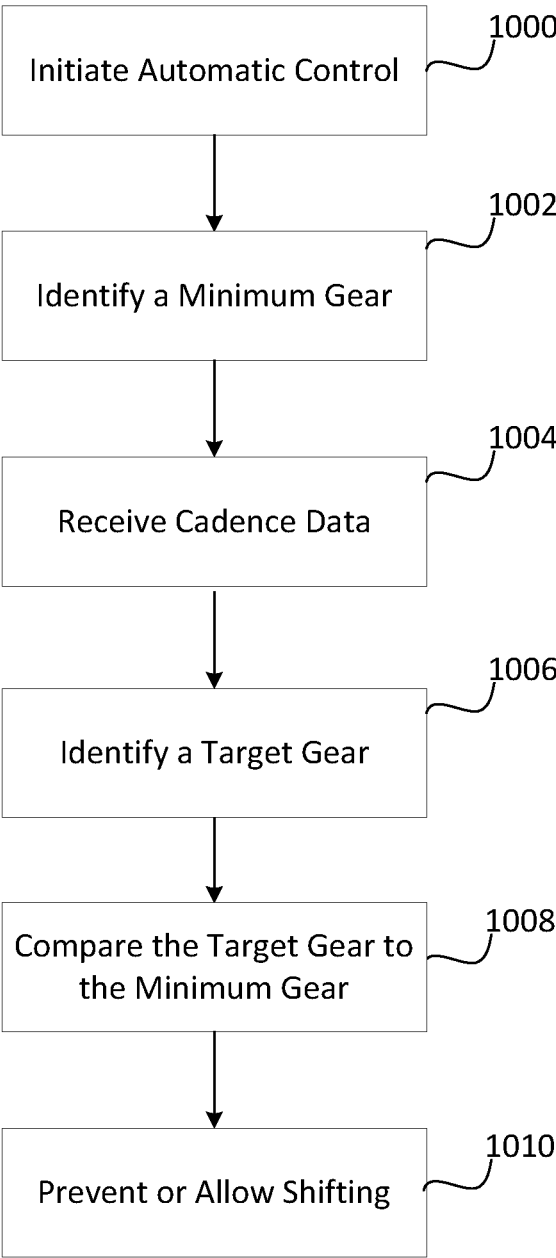 1000
Initiate Automatic Control
1002
Identify a Minimum Gear
1004
Receive Cadence Data
1006
Identify a Target Gear
1008
Compare the Target Gear to
the Minimum Gear
1010
Prevent or Allow Shifting